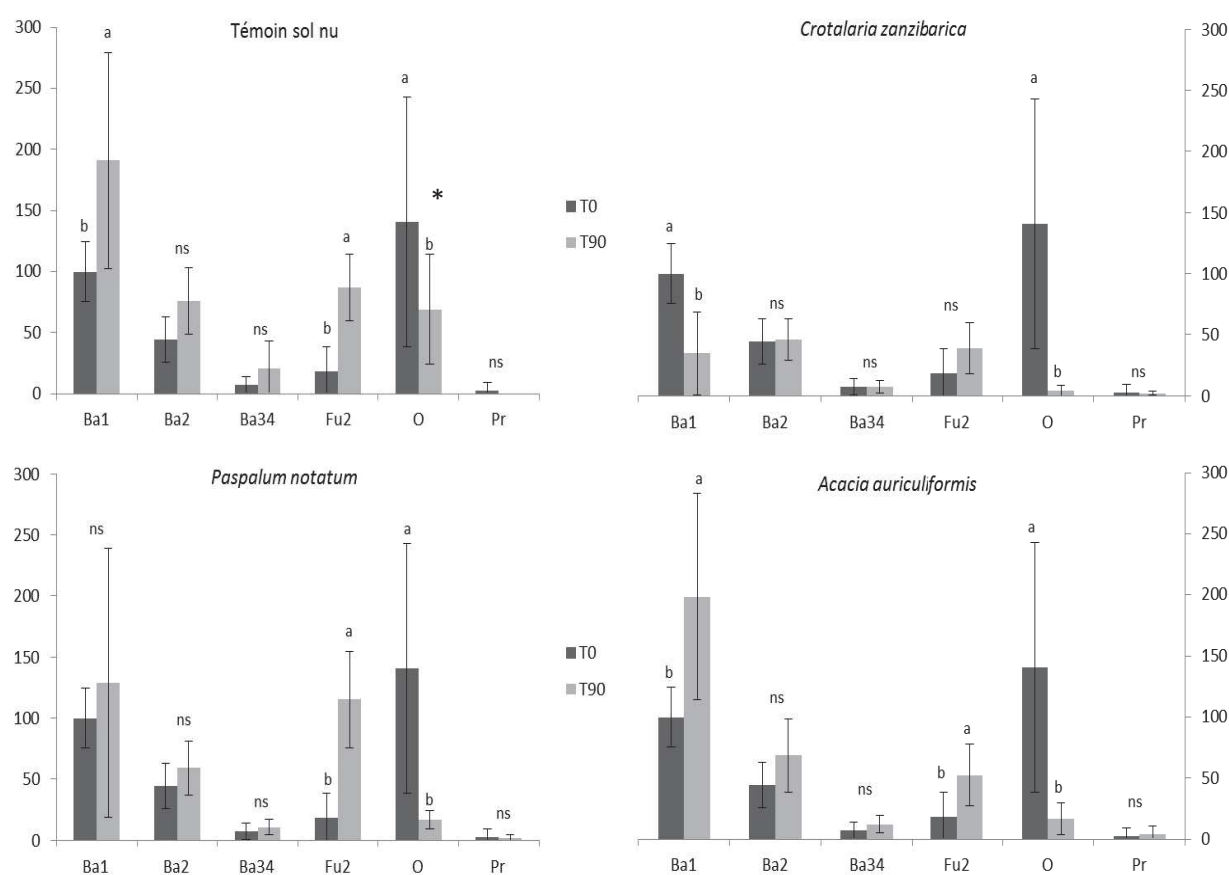 Témoin sol nu
300
250
200
150
100
50
0
b a ns ns b a a * b ns
Ba1 Ba2 Ba34 Fu2 O Pr
T0
T90
Crotalaria zanzibarica
300
250
200
150
100
50
0
a b ns ns ns a b ns
Ba1 Ba2 Ba34 Fu2 O Pr
Paspalum notatum
300
250
200
150
100
50
0
ns ns ns b a a b ns
Ba1 Ba2 Ba34 Fu2 O Pr
T0
T90
Acacia auriculiformis
300
250
200
150
100
50
0
b a ns ns b a a b ns
Ba1 Ba2 Ba34 Fu2 O Pr